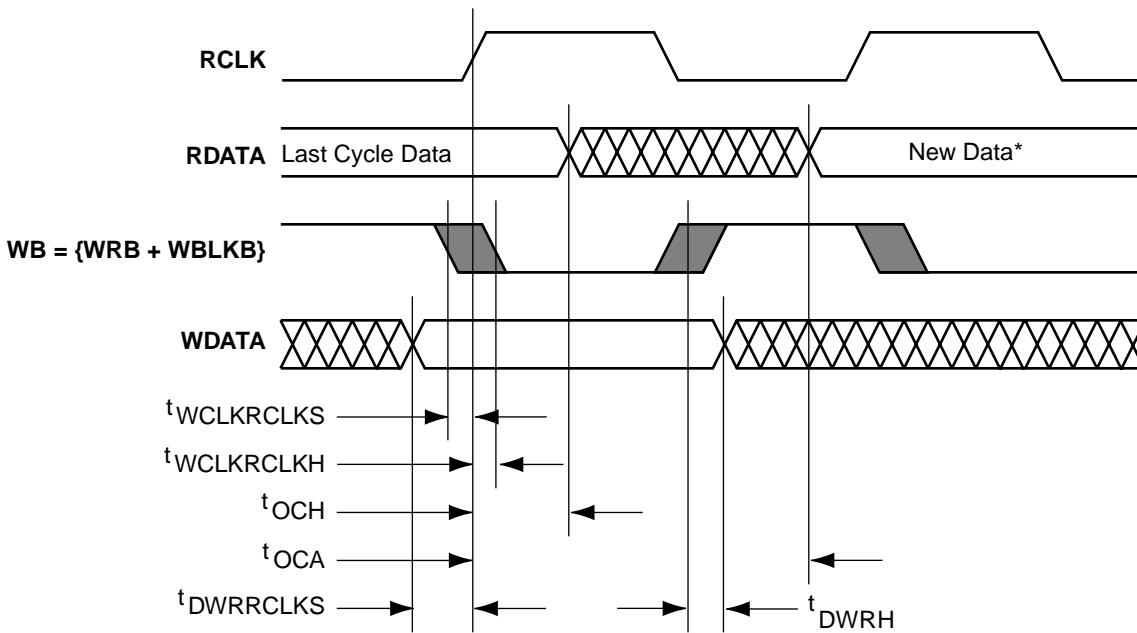 RCLK
RDATA
Last Cycle Data
New Data*
WB = {WRB + WBLKB}
WDATA
tWCLKRCLKS
tWCLKRCLKH
tOCH
tOCA
tDWRRCLKS
tDWRH